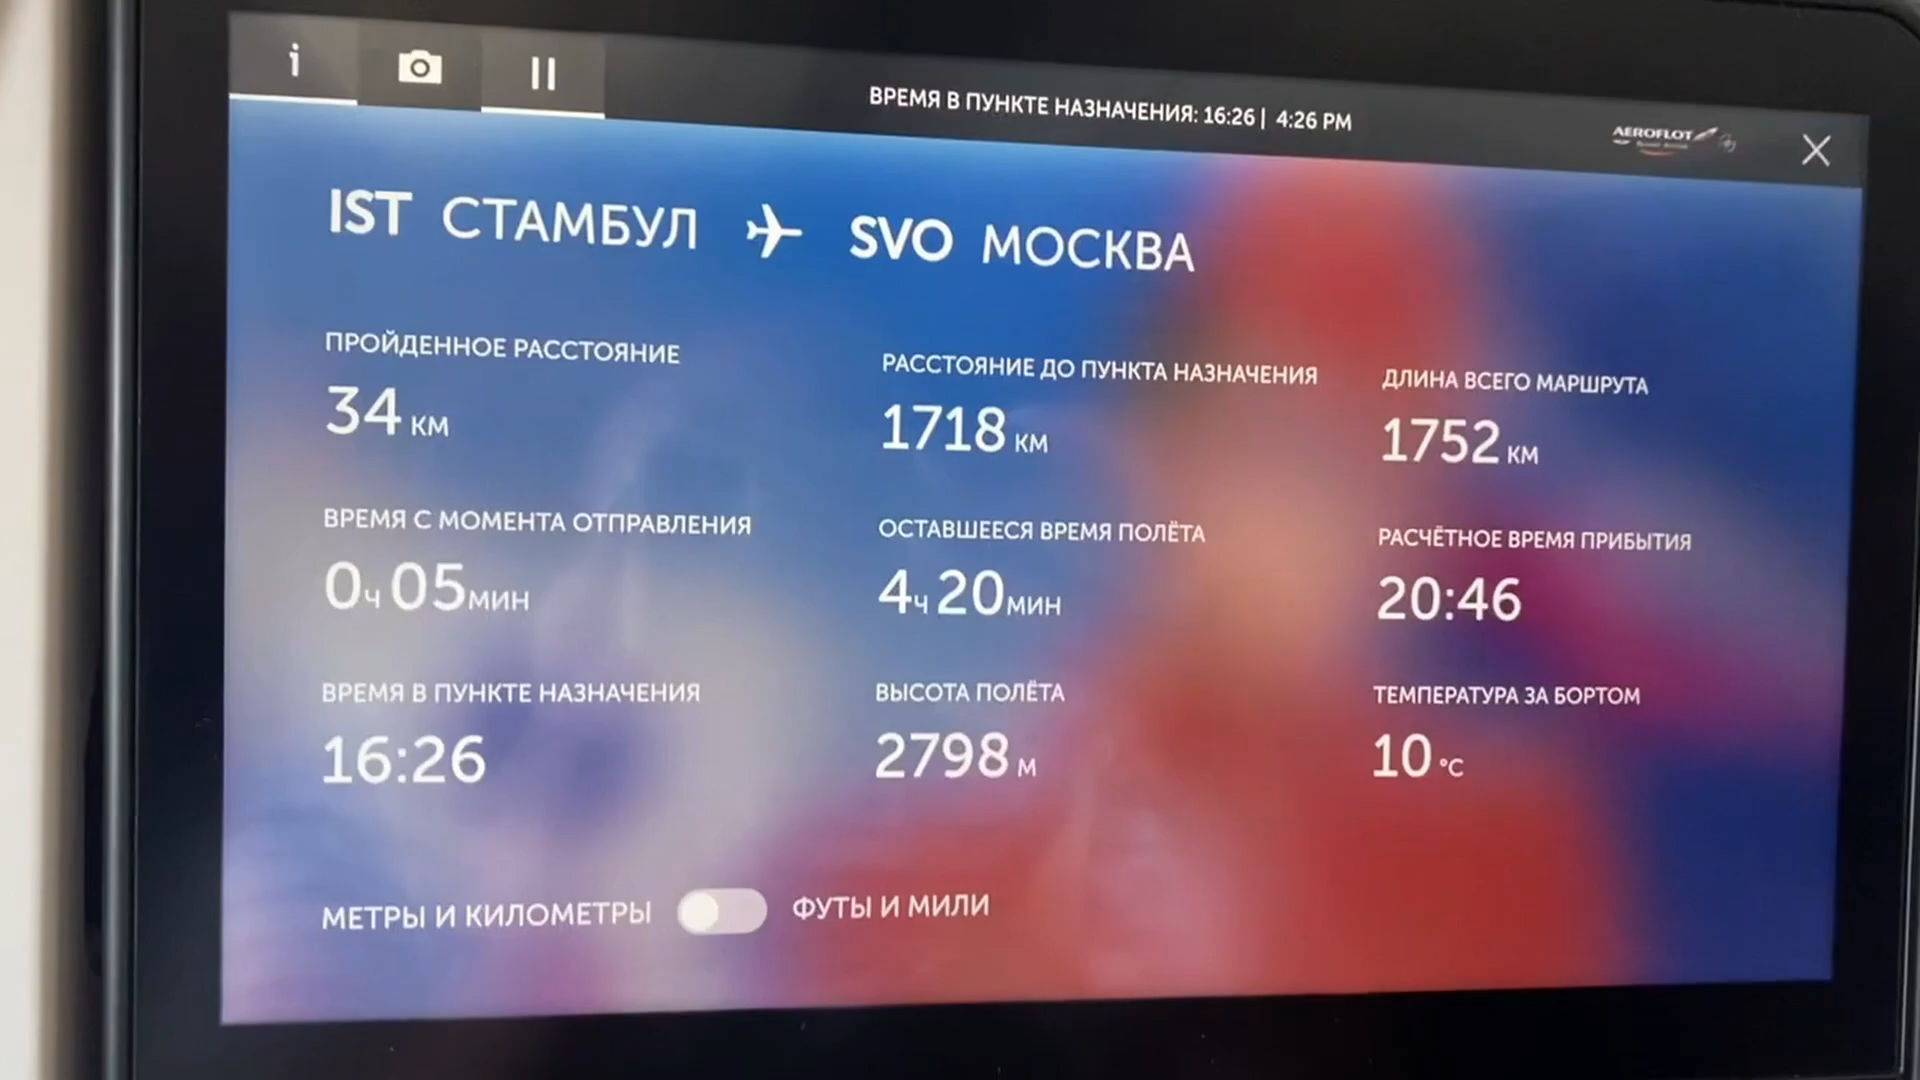 i
ВРЕМЯ В ПУНКТЕ НАЗНАЧЕНИЯ: 16:26 | 4:26 PM
AEROFLOT
IST СТАМБУЛ SVO МОСКВА
ПРОЙДЕННОЕ РАССТОЯНИЕ
34 КМ
РАССТОЯНИЕ ДО ПУНКТА НАЗНАЧЕНИЯ
1718 КМ
ДЛИНА ВСЕГО МАРШРУТА
1752 КМ
ВРЕМЯ С МОМЕНТА ОТПРАВЛЕНИЯ
0ч 05мин
ОСТАВШЕЕСЯ ВРЕМЯ ПОЛЁТА
4ч 20мин
РАСЧЁТНОЕ ВРЕМЯ ПРИБЫТИЯ
20:46
ВРЕМЯ В ПУНКТЕ НАЗНАЧЕНИЯ
16:26
ВЫСОТА ПОЛЁТА
2798 М
ТЕМПЕРАТУРА ЗА БОРТОМ
10 °C
МЕТРЫ И КИЛОМЕТРЫ ФУТЫ И МИЛИ